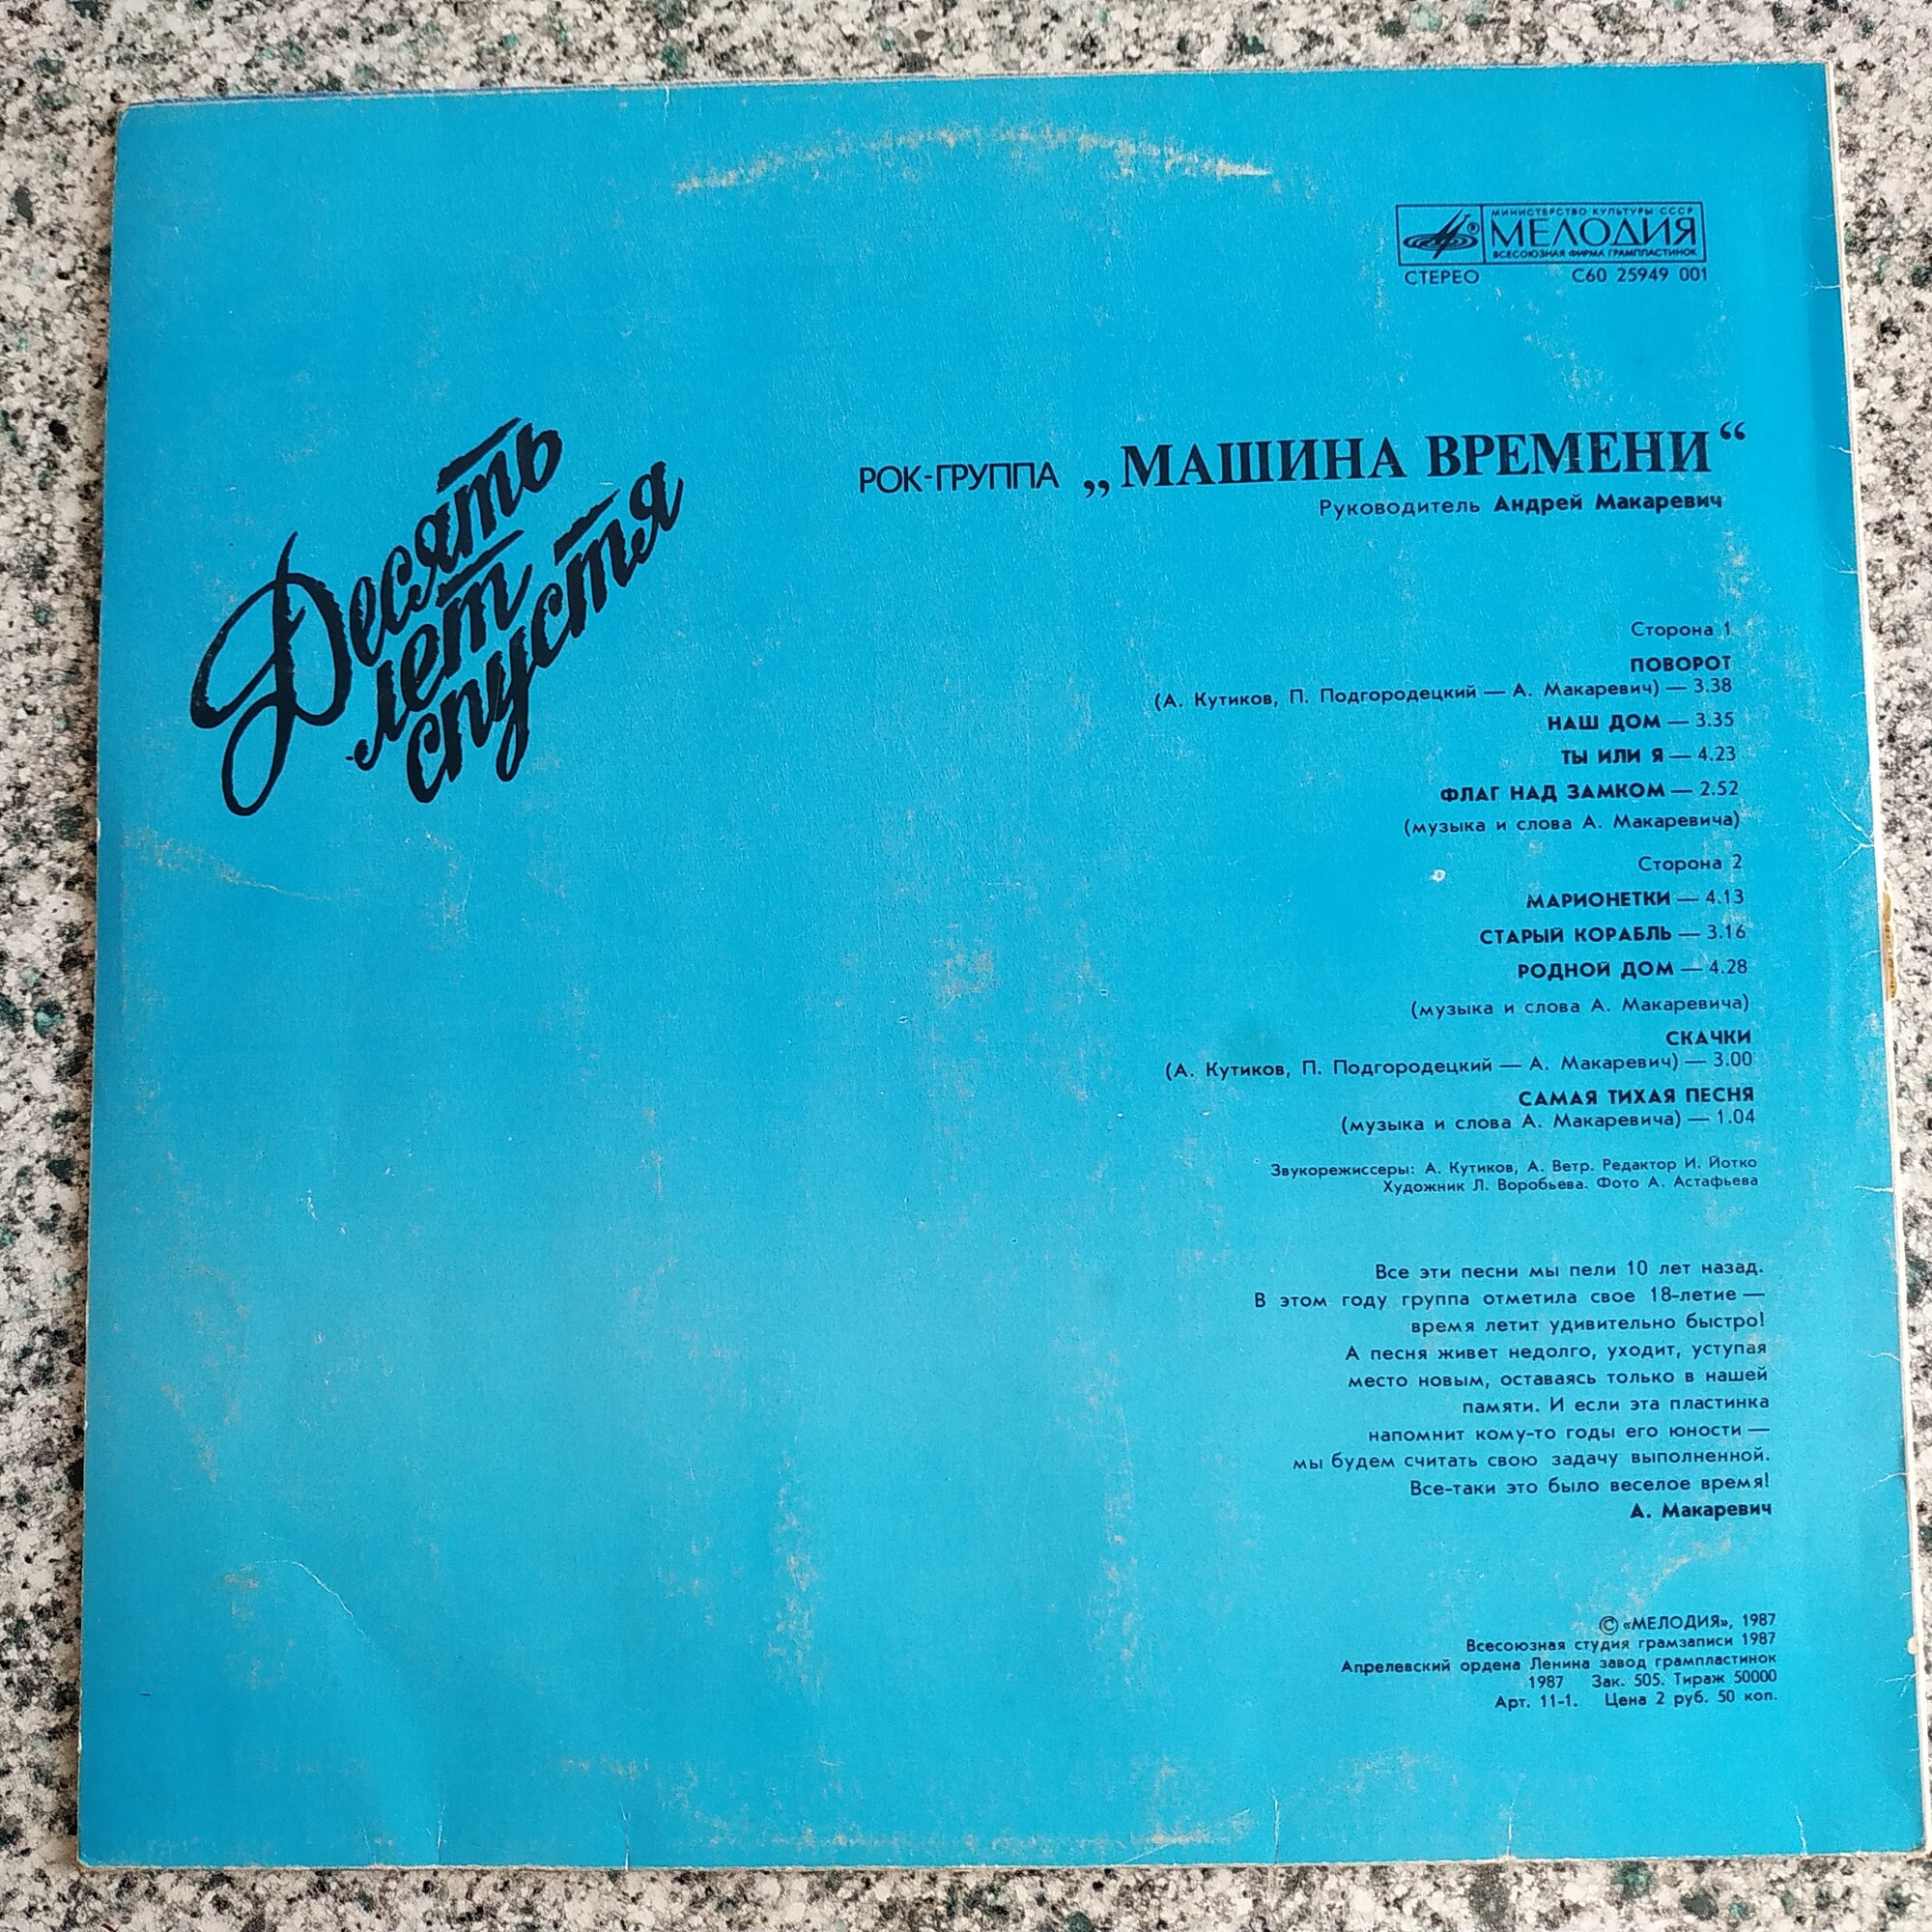 МИНИСТЕРСТВО КУЛЬТУРЫ СССР
МЕЛОДИЯ
ВСЕСОЮЗНАЯ ФИРМА ГРАМПЛАСТИНОК
СТЕРЕО С60 25949 001
Десять
лет
спустя
РОК-ГРУППА „МАШИНА ВРЕМЕНИ“
Руководитель Андрей Макаревич
Сторона 1
ПОВОРОТ
(А. Кутиков, П. Подгородецкий — А. Макаревич) — 3.38
НАШ ДОМ — 3.35
ТЫ ИЛИ Я — 4.23
ФЛАГ НАД ЗАМКОМ — 2.52
(музыка и слова А. Макаревича)
Сторона 2
МАРИОНЕТКИ — 4.13
СТАРЫЙ КОРАБЛЬ — 3.16
РОДНОЙ ДОМ — 4.28
(музыка и слова А. Макаревича)
СКАЧКИ
(А. Кутиков, П. Подгородецкий — А. Макаревич) — 3.00
САМАЯ ТИХАЯ ПЕСНЯ
(музыка и слова А. Макаревича) — 1.04
Звукорежиссеры: А. Кутиков, А. Ветр. Редактор И. Йотко
Художник Л. Воробьева. Фото А. Астафьева
Все эти песни мы пели 10 лет назад.
В этом году группа отметила свое 18-летие —
время летит удивительно быстро!
А песня живет недолго, уходит, уступая
место новым, оставаясь только в нашей
памяти. И если эта пластинка
напомнит кому-то годы его юности —
мы будем считать свою задачу выполненной.
Все-таки это было веселое время!
А. Макаревич
© «МЕЛОДИЯ», 1987
Всесоюзная студия грамзаписи 1987
Апрелевский ордена Ленина завод грампластинок
1987 Зак. 505. Тираж 50000
Арт. 11-1. Цена 2 руб. 50 коп.